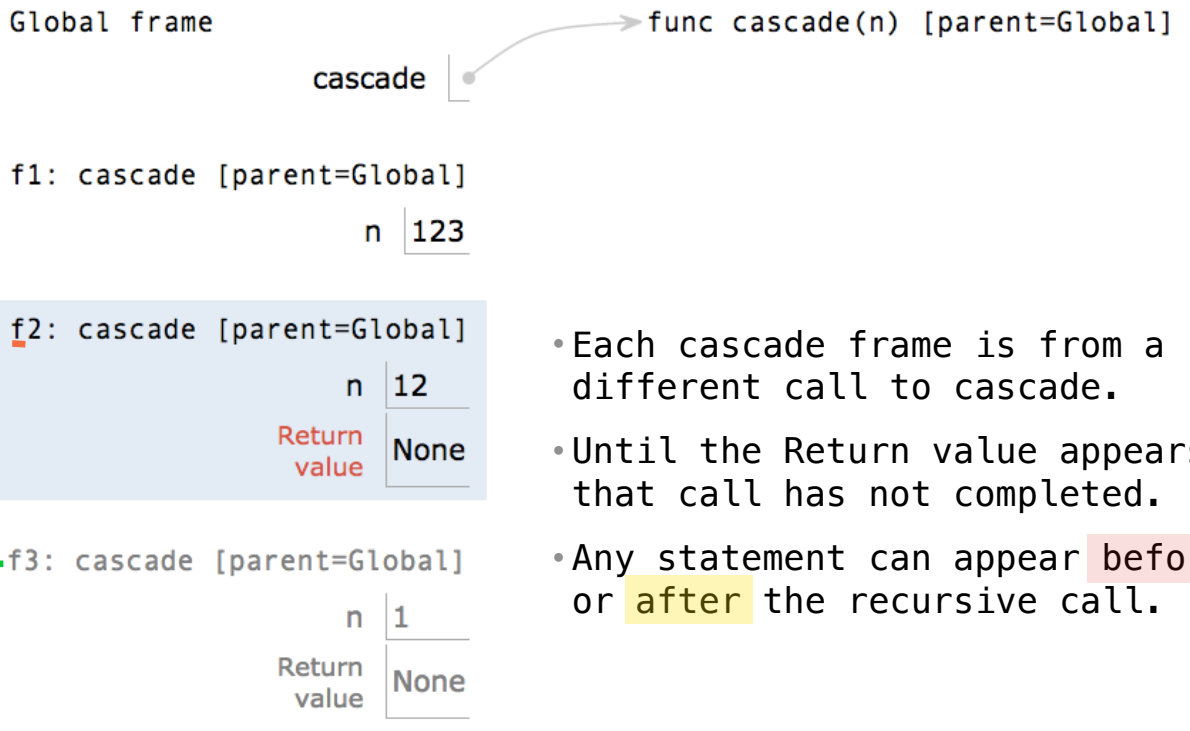 Global frame
func cascade(n) [parent=Global]
cascade
f1: cascade [parent=Global]
n 123
f2: cascade [parent=Global]
n 12
Return
value None
f3: cascade [parent=Global]
n 1
Return
value None
•Each cascade frame is from a
different call to cascade.
•Until the Return value appears
that call has not completed.
•Any statement can appear
or after the recursive call.